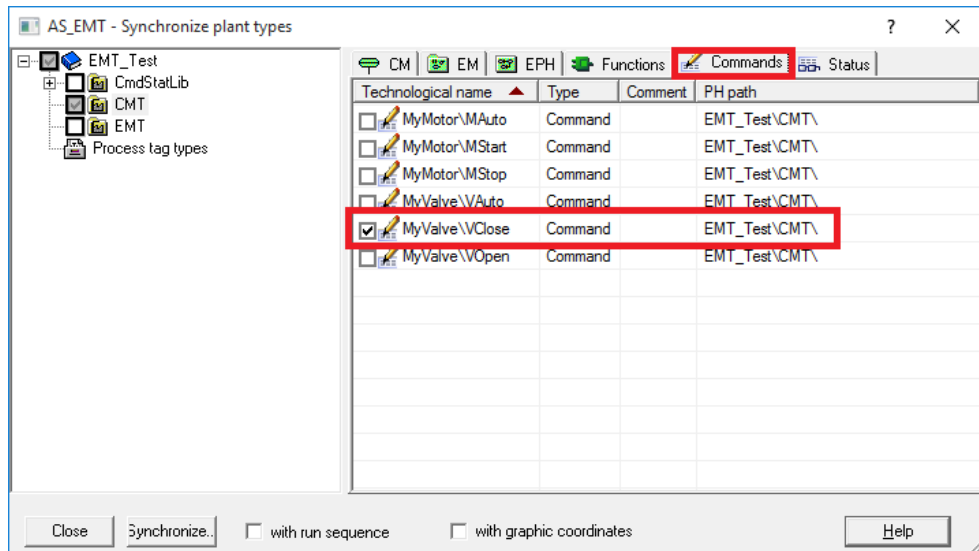 AS_EMT - Synchronize plant types ? ×
EMT_Test
CmdStatLib
CMT
EMT
Process tag types
CM EM EPH Functions Commands Status
Technological name Type Comment PH path
MyMotor\MAuto Command EMT_Test\CMT\
MyMotor\MStart Command EMT_Test\CMT\
MyMotor\MStop Command EMT_Test\CMT\
MyValve\VAuto Command EMT_Test\CMT\
MyValve\VClose Command EMT_Test\CMT\
MyValve\VOpen Command EMT_Test\CMT\
Close Synchronize.. with run sequence with graphic coordinates Help